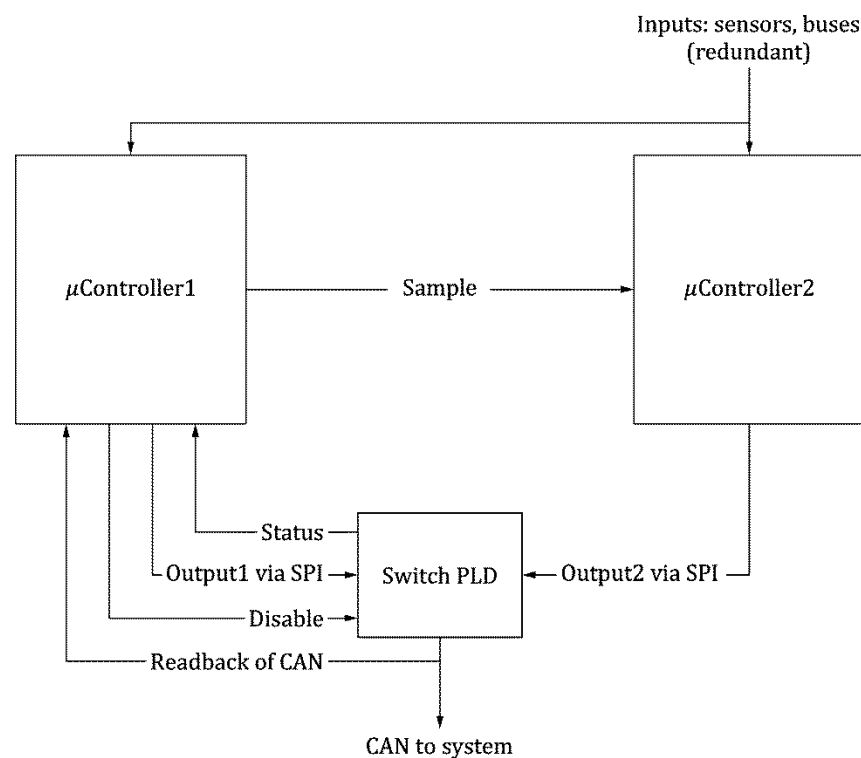 Inputs: sensors, buses
(redundant)
μController1
Sample
μController2
Status
Output1 via SPI
Switch PLD
Output2 via SPI
Disable
Readback of CAN
CAN to system